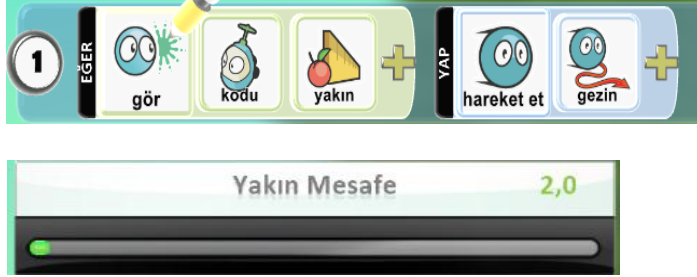 1 EĞER gör kodu yakın YAP hareket et gezin
Yakın Mesafe 2,0